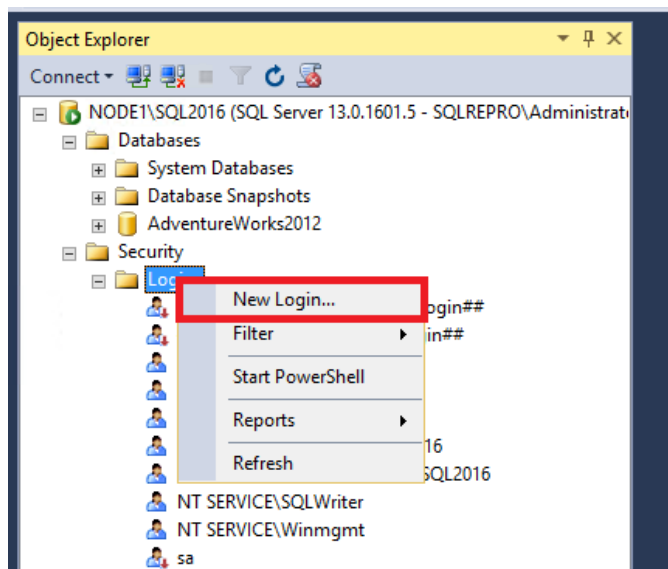 Object Explorer
Connect
NODE1\SQL2016 (SQL Server 13.0.1601.5 - SQLREPRO\Administrat
Databases
System Databases
Database Snapshots
AdventureWorks2012
Security
New Login...
ogin##
Filter
in##
Start PowerShell
Reports
16
Refresh
SQL2016
NT SERVICE\SQLWriter
NT SERVICE\Winmgmt
sa